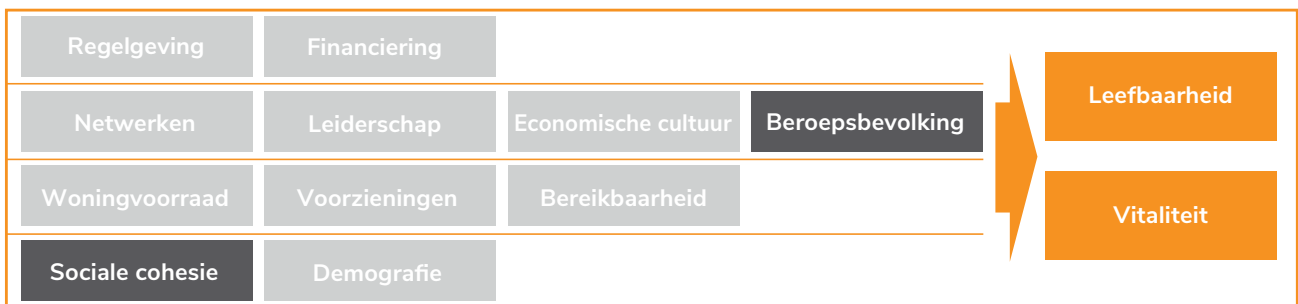 Regelgeving
Financiering
Netwerken
Leiderschap
Economische cultuur
Beroepsbevolking
Woningvoorraad
Voorzieningen
Bereikbaarheid
Sociale cohesie
Demografie
Leefbaarheid
Vitaliteit